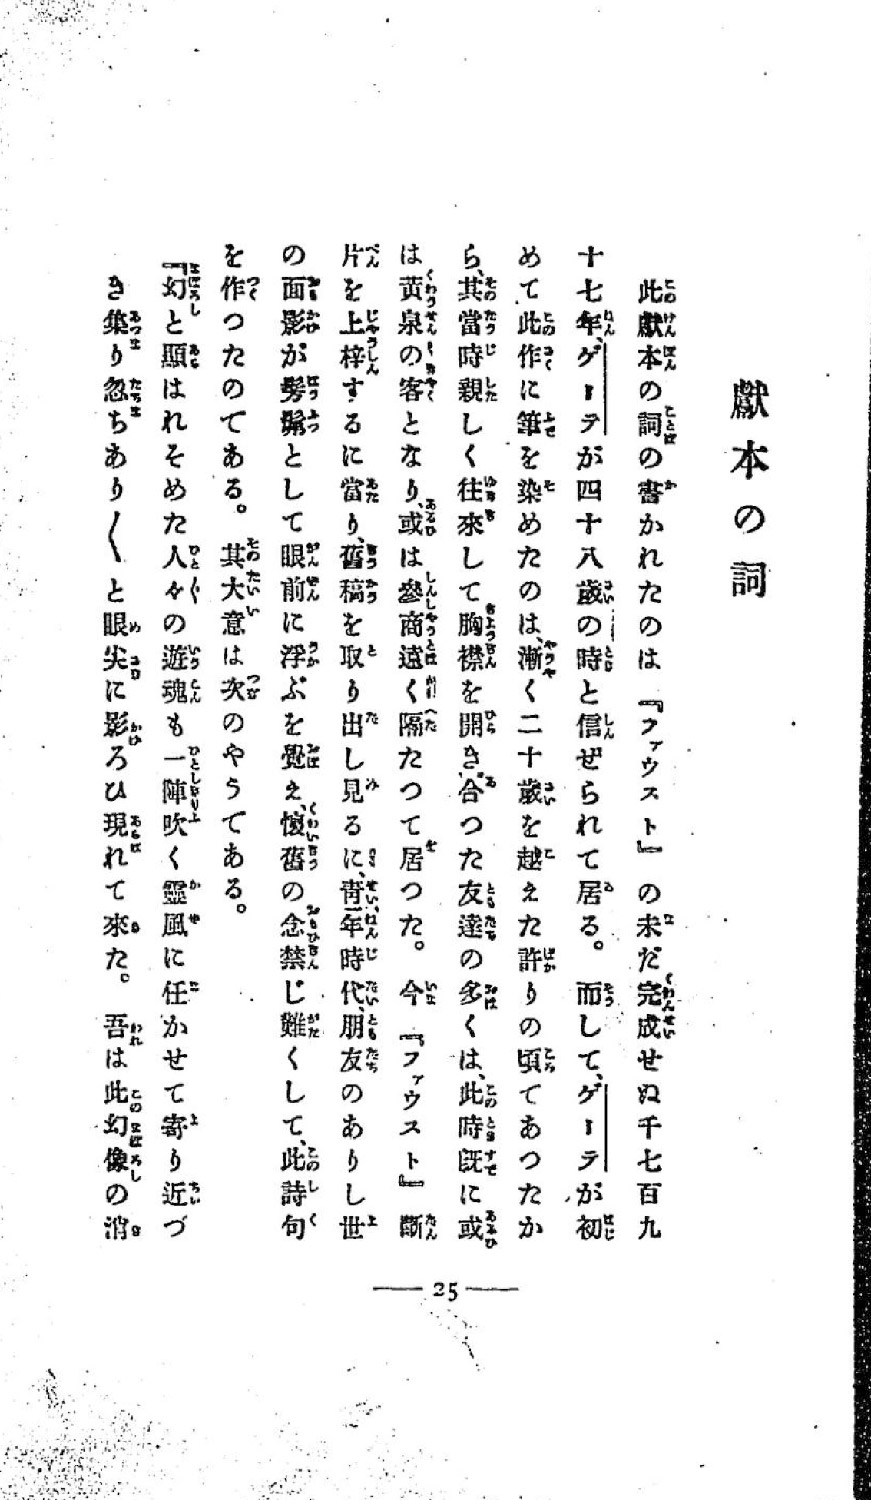 獻本の詞
此獻本の詞の書かれたのは『ファウスト』の未だ完成せぬ千七百九
十七年、ゲーテが四十八歲の時と信ぜられて居る。而して、ゲーテが初
めて此作に筆を染めたのは、漸く二十歲を越えた許りの頃てあつたか
ら、其當時親しく往來して胸襟を開き合つた友達の多くは、此時既に或
は黃泉の客となり、或は參商遠く隔たつて居つた。今『ファウスト』斷
片を上梓するに當り、舊稿を取り出し見るに、靑年時代、朋友のありし世
の面影が髣髴として眼前に浮ぶを覺え、懷舊の念禁じ難くして、此詩句
を作つたのてある。其大意は次のやうてある。
『幻と顯はれそめた人々の遊魂も一陣吹く靈風に任かせて寄り近づ
き集り忽ちあり〱と眼尖に影ろひ現れて來た。吾は此幻像の消
25